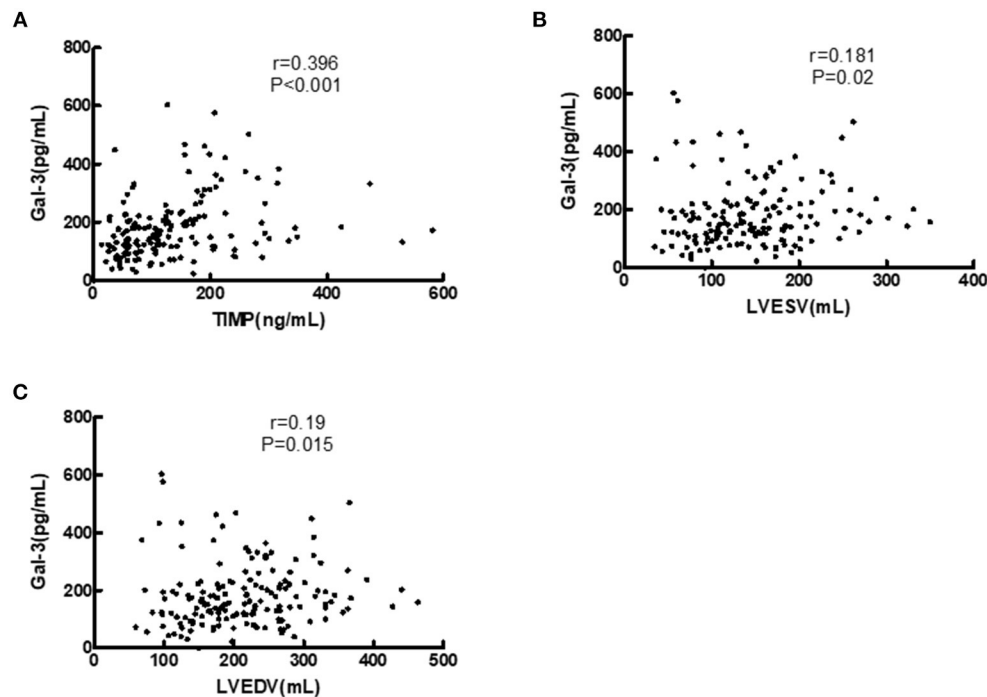 A
r=0.396
P<0.001
Gal-3(pg/mL)
800
600
400
200
0
0 200 400 600
TIMP(ng/mL)
B
r=0.181
P=0.02
Gal-3(pg/mL)
800
600
400
200
0
0 100 200 300 400
LVESV(mL)
C
r=0.19
P=0.015
Gal-3(pg/mL)
800
600
400
200
0
0 100 200 300 400 500
LVEDV(mL)